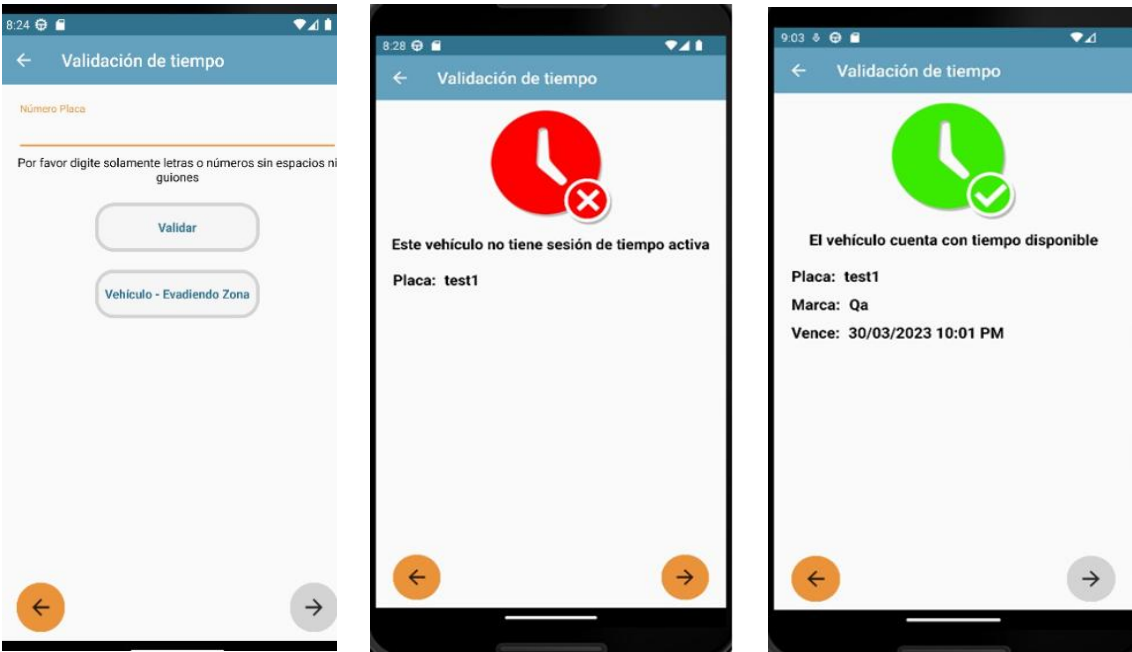 8:24
Validación de tiempo
Número Placa
Por favor digite solamente letras o números sin espacios ni
guiones
Validar
Vehículo - Evadiendo Zona
8:28
Validación de tiempo
Este vehículo no tiene sesión de tiempo activa
Placa: test1
9:03
Validación de tiempo
El vehículo cuenta con tiempo disponible
Placa: test1
Marca: Qa
Vence: 30/03/2023 10:01 PM